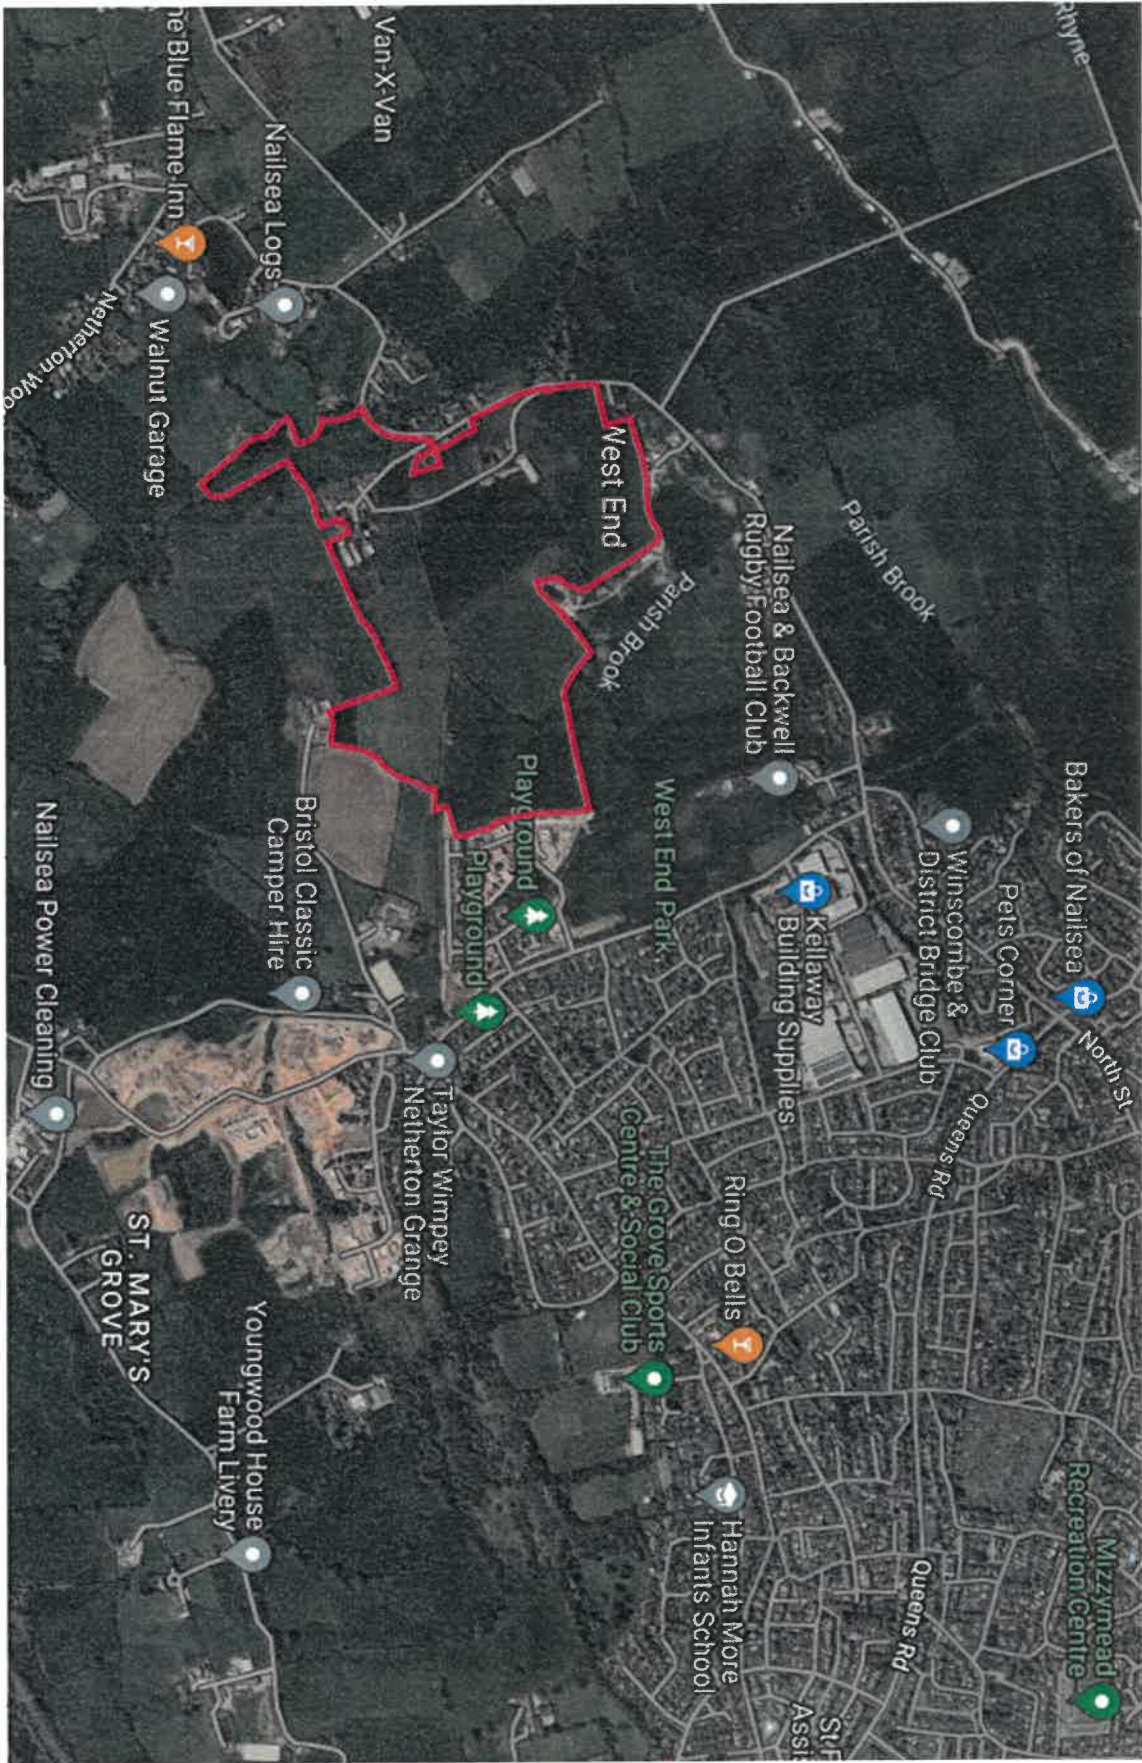 Rhyne
Bakers of Nailsea
North St
Mizzymead
Recreation Centre
Pets Corner
Winscombe &
District Bridge Club
Queens Rd
Queens Rd
Parish Brook
Nailsea & Backwell
Rugby Football Club
Kellaway
Building Supplies
Ring O Bells
Hannah More
Infants School
West End
Parish Brook
West End Park
The Grove Sports
Centre & Social Club
Playground
Playground
Taylor Wimpey
Netherton Grange
Van-X-Van
Nailsea Logs
Bristol Classic
Camper Hire
Youngwood House
Farm Livery
Blue Flame Inn
Walnut Garage
Netherton Woo
ST. MARY'S
GROVE
Nailsea Power Cleaning